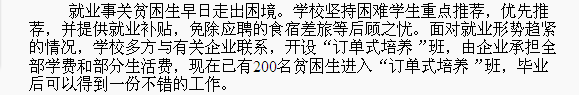 就业事关贫困生早日走出困境。学校坚持困难学生重点推荐，优先推
荐，并提供就业补贴，免除应聘的食宿差旅等后顾之忧。面对就业形势趋紧
的情况，学校多方与有关企业联系，开设“订单式培养”班，由企业承担全
部学费和部分生活费，现在已有200名贫困生进入“订单式培养”班，毕业
后可以得到一份不错的工作。